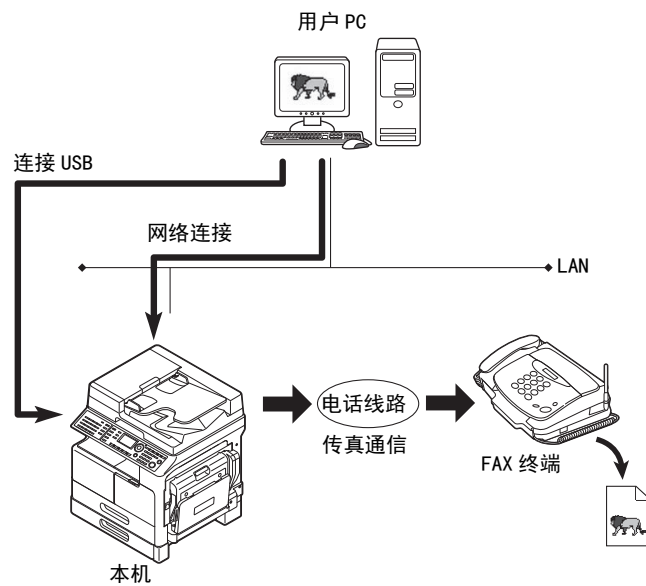 用户 PC
连接 USB
网络连接
LAN
电话线路
传真通信
FAX 终端
本机